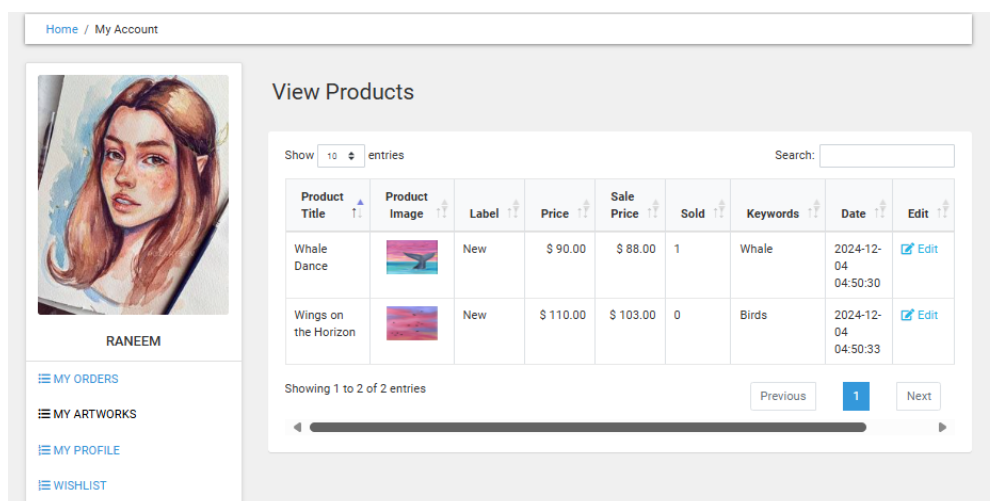 Home / My Account
View Products
Show 10 entries
Search:
Product Title Product Image Label Price Sale Price Sold Keywords Date Edit
Whale Dance New $ 90.00 $ 88.00 1 Whale 2024-12-04 04:50:30 Edit
Wings on the Horizon New $ 110.00 $ 103.00 0 Birds 2024-12-04 04:50:33 Edit
Showing 1 to 2 of 2 entries
Previous 1 Next
RANEEM
MY ORDERS
MY ARTWORKS
MY PROFILE
WISHLIST